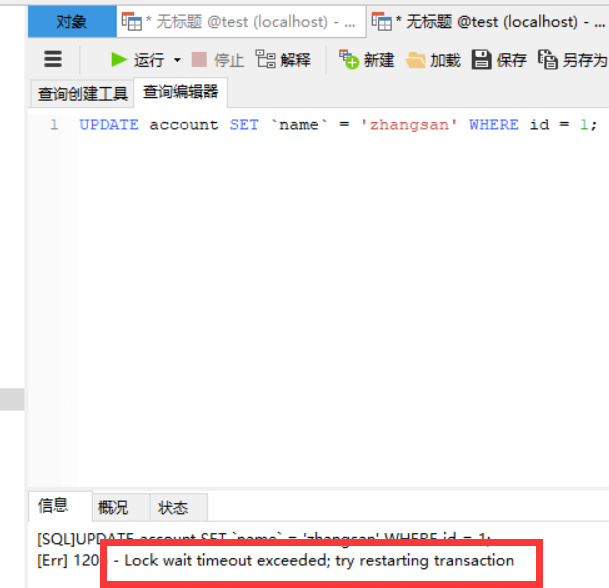 对象 * 无标题 @test (localhost) - ... * 无标题 @test (localhost) - ...
运行 停止 解释 新建 加载 保存 另存为
查询创建工具 查询编辑器
1 UPDATE account SET `name` = 'zhangsan' WHERE id = 1;
信息 概况 状态
[SQL]UPDATE account SET `name` = 'zhangsan' WHERE id = 1;
[Err] - Lock wait timeout exceeded; try restarting transaction